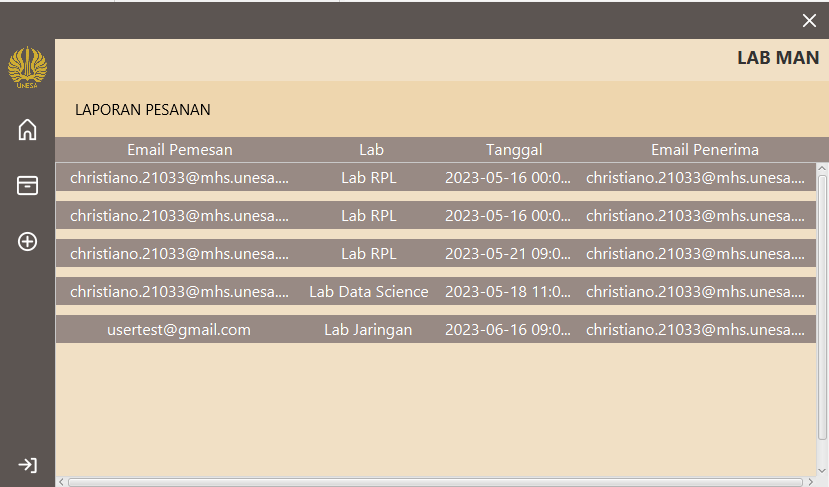 LAB MAN
UNESA
LAPORAN PESANAN
Email Pemesan Lab Tanggal Email Penerima
christiano.21033@mhs.unesa.... Lab RPL 2023-05-16 00:0... christiano.21033@mhs.unesa....
christiano.21033@mhs.unesa.... Lab RPL 2023-05-16 00:0... christiano.21033@mhs.unesa....
christiano.21033@mhs.unesa.... Lab RPL 2023-05-21 09:0... christiano.21033@mhs.unesa....
christiano.21033@mhs.unesa.... Lab Data Science 2023-05-18 11:0... christiano.21033@mhs.unesa....
usertest@gmail.com Lab Jaringan 2023-06-16 09:0... christiano.21033@mhs.unesa....